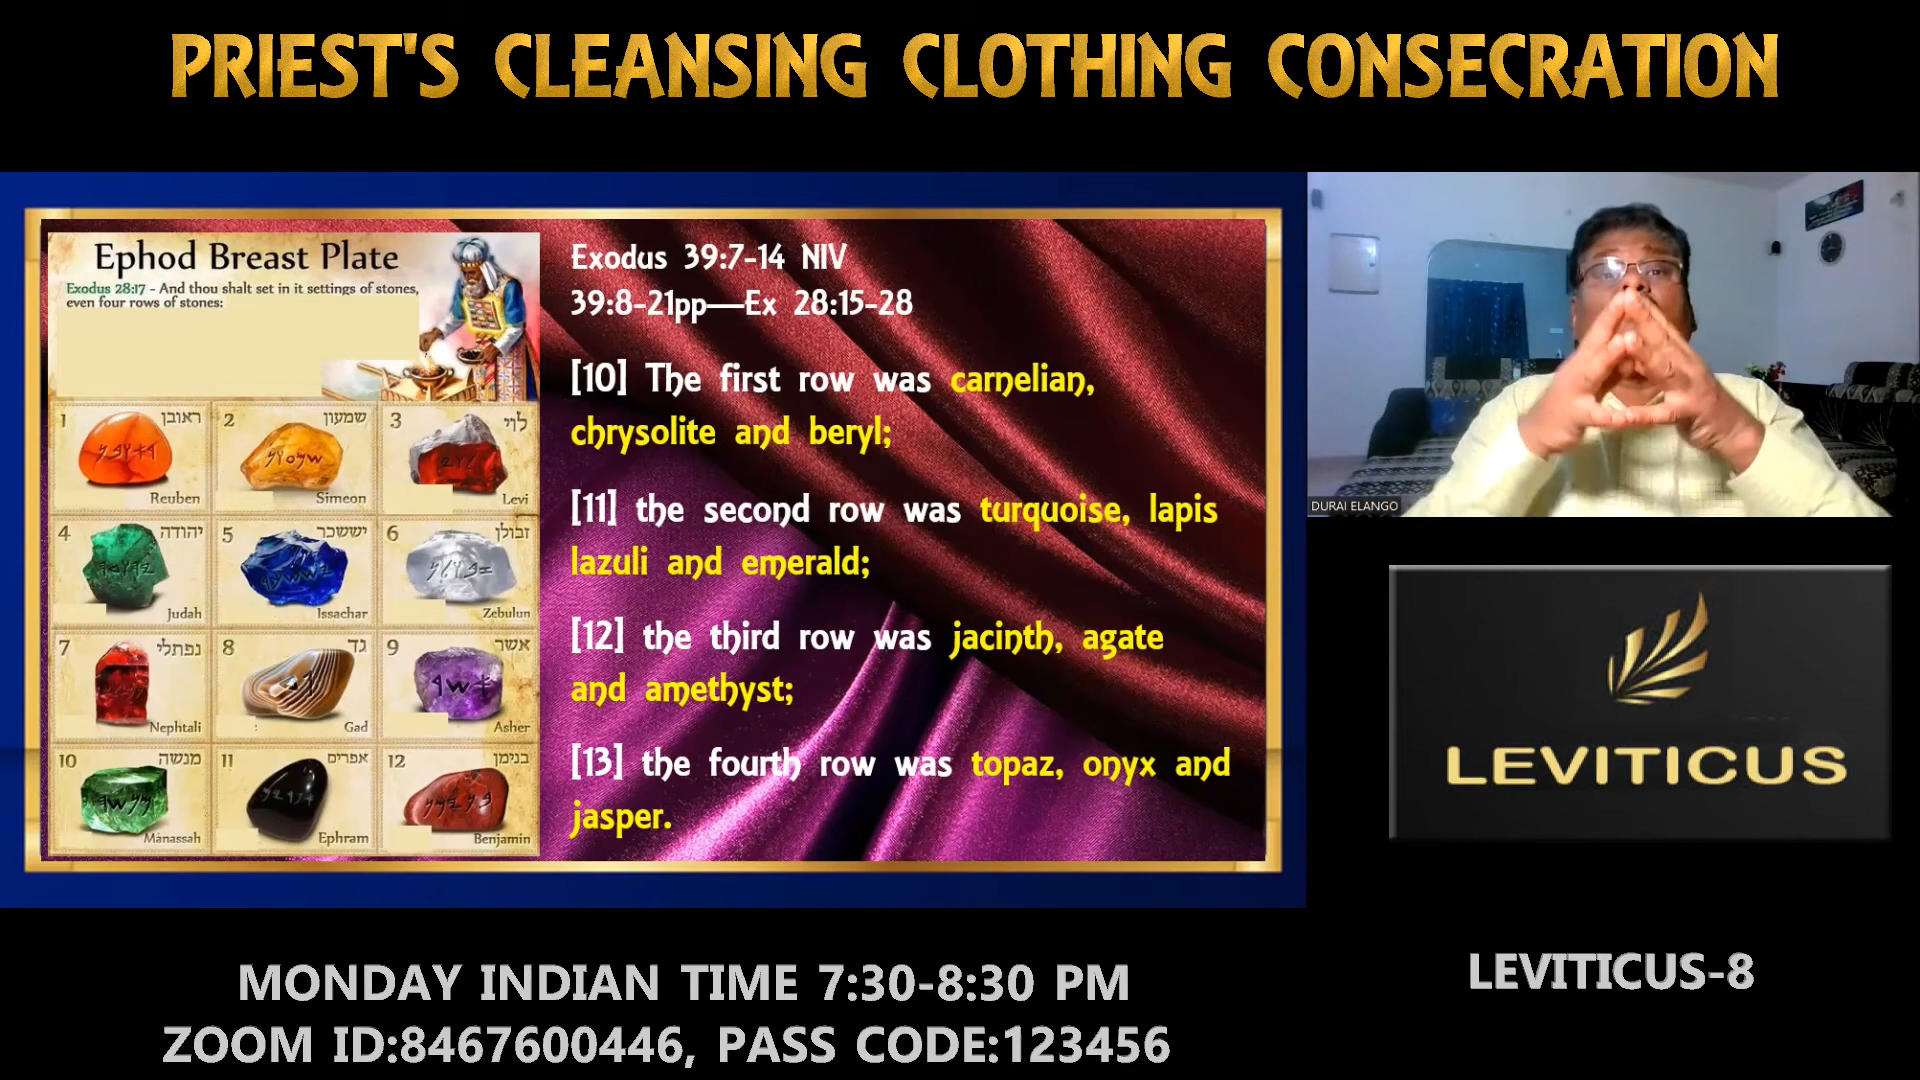 PRIEST'S CLEANSING CLOTHING CONSECRATION
Ephod Breast Plate
Exodus 28:17 - And thou shalt set in it settings of stones,
even four rows of stones:
1 ראובן
Reuben
2 שמעון
Simeon
3 לוי
Levi
4 יהודה
Judah
5 יששכר
Issachar
6 זבולן
Zebulun
7 נפתלי
Nephtali
8 גד
Gad
9 אשר
Asher
10 מנשה
Manassah
11 אפרים
Ephram
12 בנימן
Benjamin
Exodus 39:7-14 NIV
39:8-21pp—Ex 28:15-28
[10] The first row was carnelian,
chrysolite and beryl;
[11] the second row was turquoise, lapis
lazuli and emerald;
[12] the third row was jacinth, agate
and amethyst;
[13] the fourth row was topaz, onyx and
jasper.
DURAI ELANGO
LEVITICUS
LEVITICUS-8
MONDAY INDIAN TIME 7:30-8:30 PM
ZOOM ID:8467600446, PASS CODE:123456